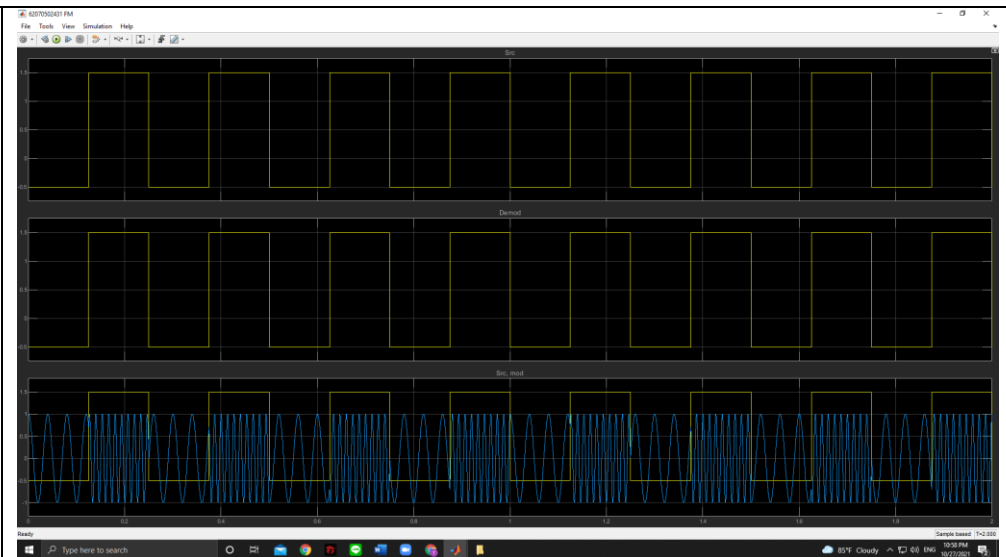 62070502431 FM
File Tools View Simulation Help
Src
1.5
1
0.5
0
-0.5
Demod
1.5
1
0.5
0
-0.5
Src, mod
1.5
1
0.5
0
-0.5
-1
0 0.2 0.4 0.6 0.8 1 1.2 1.4 1.6 1.8 2
Ready Sample based T=2.000
Type here to search 85°F Cloudy ENG 10:58 PM
10/27/2021